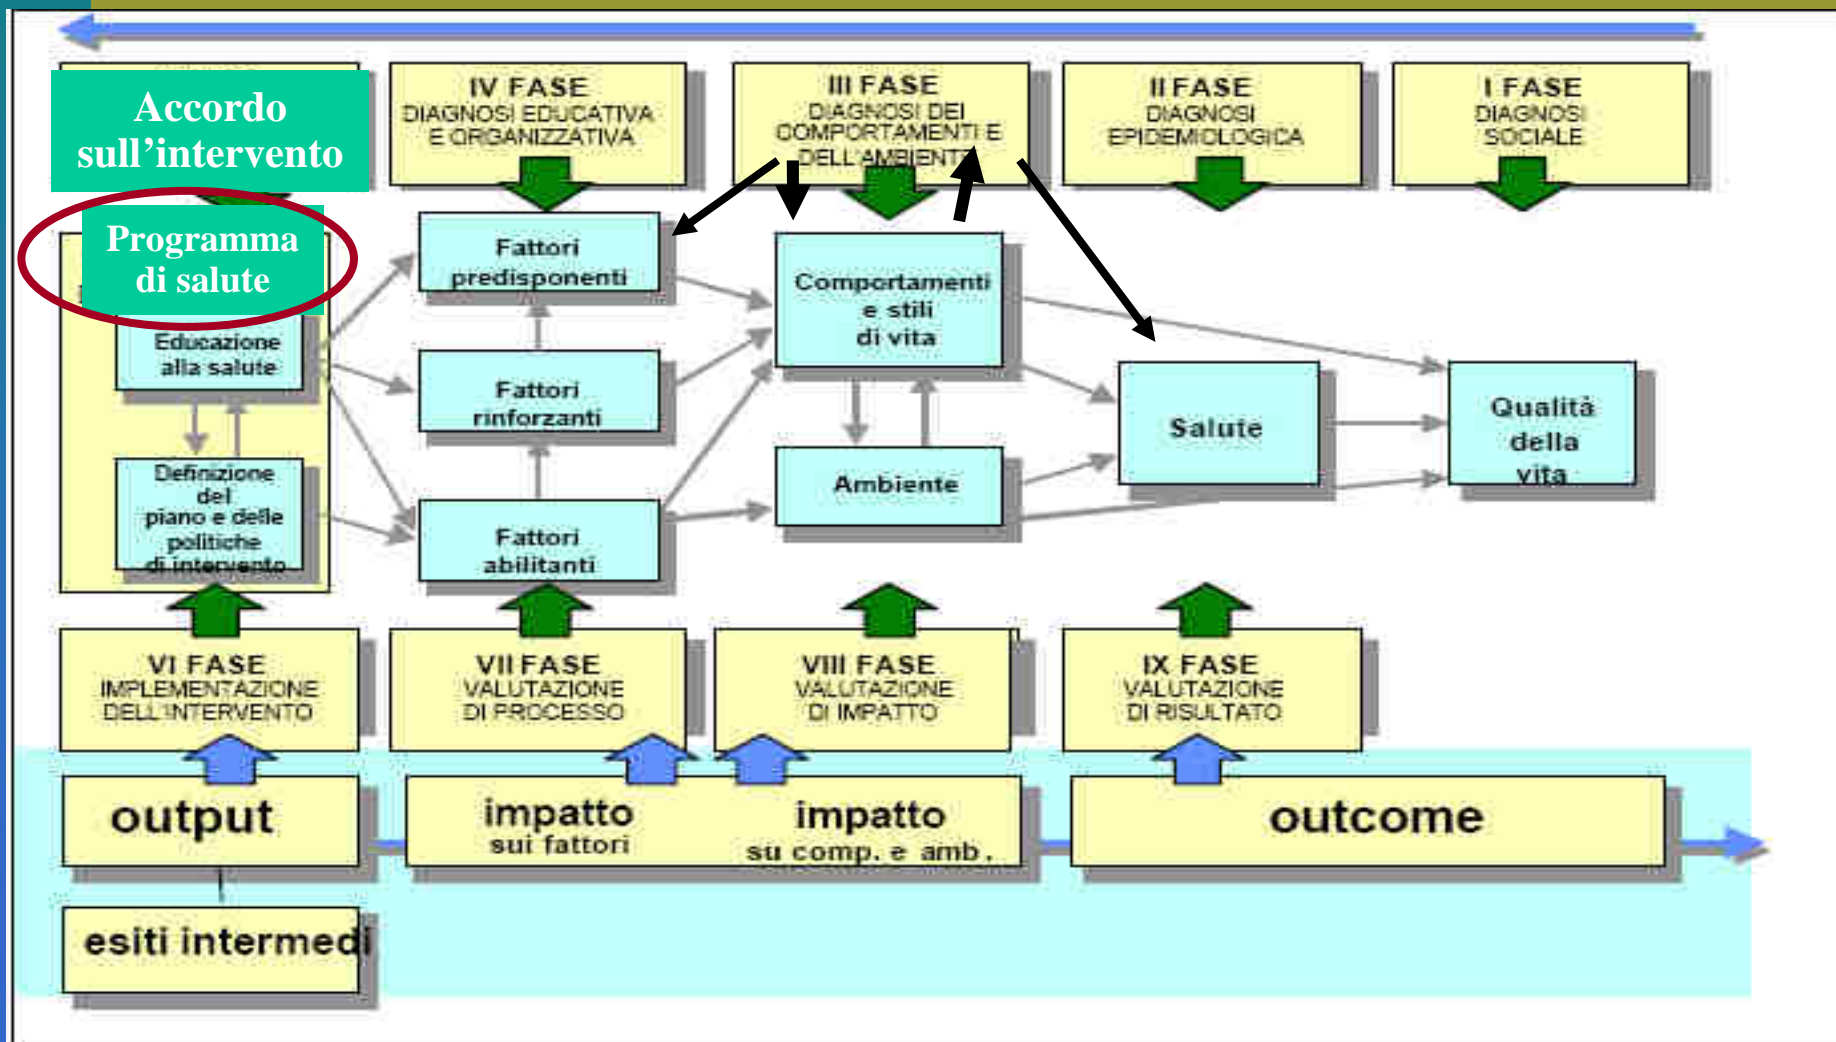 Accordo
sull'intervento
IV FASE
DIAGNOSI EDUCATIVA
E ORGANIZZATIVA
III FASE
DIAGNOSI DEI
COMPORTAMENTI E
DELL'AMBIENTE
II FASE
DIAGNOSI
EPIDEMIOLOGICA
I FASE
DIAGNOSI
SOCIALE
Programma
di salute
Educazione
alla salute
Definizione
del
piano e delle
politiche
di intervento
Fattori
predisponenti
Fattori
rinforzanti
Fattori
abilitanti
Comportamenti
e stili
di vita
Ambiente
Salute
Qualità
della
vita
VI FASE
IMPLEMENTAZIONE
DELL'INTERVENTO
VII FASE
VALUTAZIONE
DI PROCESSO
VIII FASE
VALUTAZIONE
DI IMPATTO
IX FASE
VALUTAZIONE
DI RISULTATO
output
impatto
sui fattori
impatto
su comp. e amb.
outcome
esiti intermedi